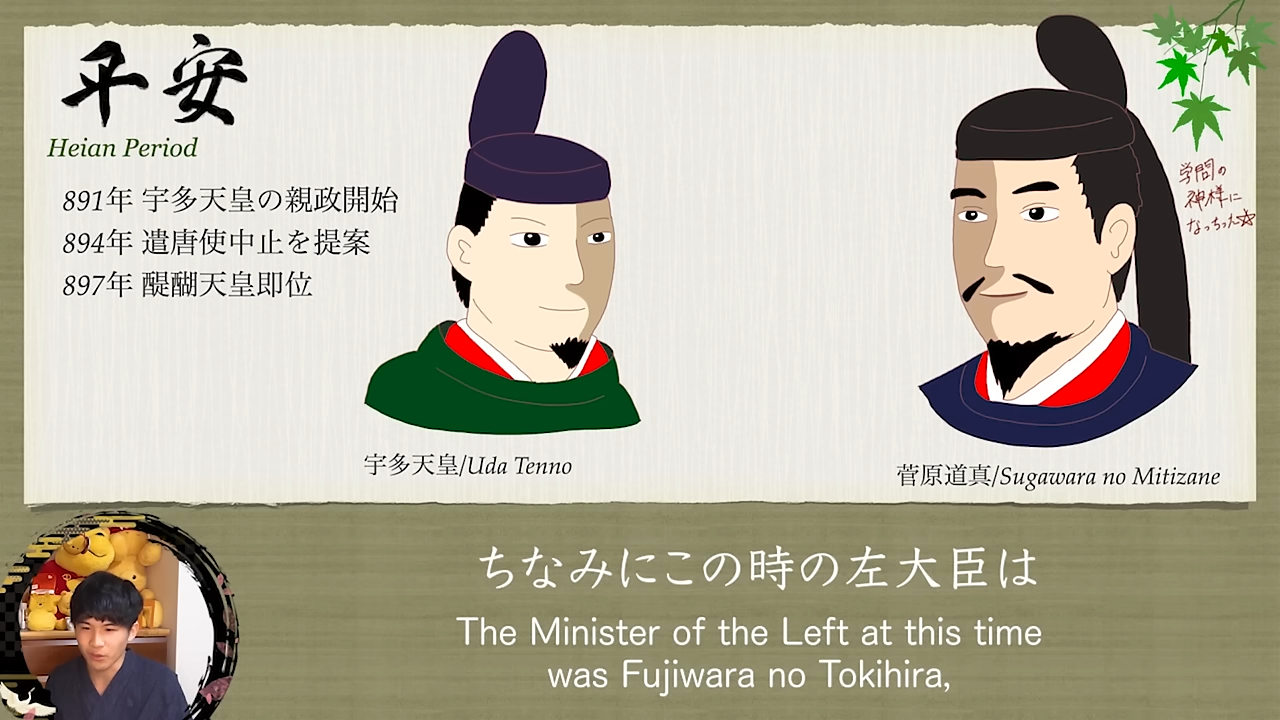 平安
Heian Period
891年 宇多天皇の親政開始
894年 遣唐使中止を提案
897年 醍醐天皇即位
学問の
神様に
なっちった☆
宇多天皇/Uda Tenno
菅原道真/Sugawara no Mitizane
ちなみにこの時の左大臣は
The Minister of the Left at this time
was Fujiwara no Tokihira,